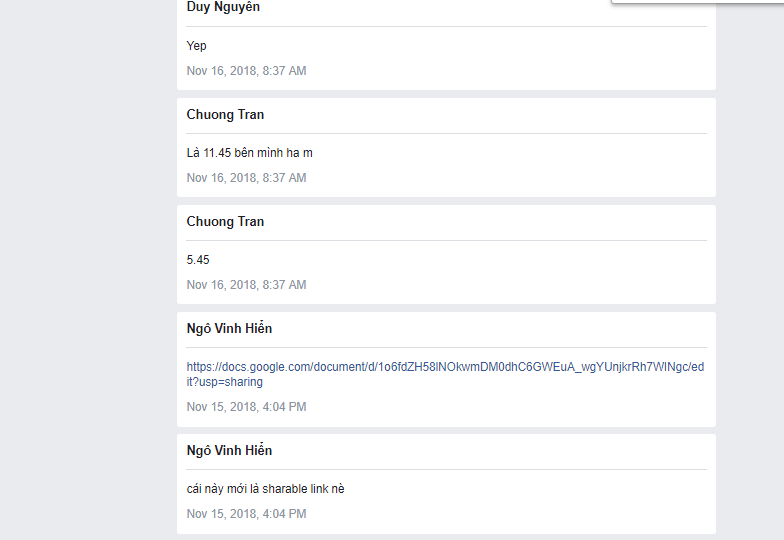 Duy Nguyên
Yep
Nov 16, 2018, 8:37 AM
Chuong Tran
Là 11.45 bên mình ha m
Nov 16, 2018, 8:37 AM
Chuong Tran
5.45
Nov 16, 2018, 8:37 AM
Ngô Vinh Hiển
https://docs.google.com/document/d/1o6fdZH58lNOkwmDM0dhC6GWEuA_wgYUnjkrRh7WlNgc/ed
it?usp=sharing
Nov 15, 2018, 4:04 PM
Ngô Vinh Hiển
cái này mới là sharable link nè
Nov 15, 2018, 4:04 PM